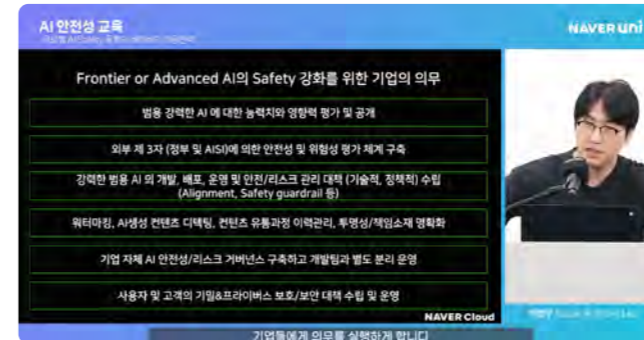 AI 안전성 교육
NAVER uni
Frontier or Advanced AI의 Safety 강화를 위한 기업의 의무
범용 강력한 AI 에 대한 능력치와 영향력 평가 및 공개
외부 제 3자 (정부 및 AISI)에 의한 안전성 및 위험성 평가 체계 구축
강력한 범용 AI 의 개발, 배포, 운영 및 안전/리스크 관리 대책 (기술적, 정책적) 수립
(Alignment, Safety guardrail 등)
워터마킹, AI생성 컨텐츠 디텍팅, 컨텐츠 유통과정 이력관리, 투명성/책임소재 명확화
기업 자체 AI 안전성/리스크 거버넌스 구축하고 개발팀과 별도 분리 운영
사용자 및 고객의 기밀&프라이버스 보호/보안 대책 수립 및 운영
NAVER Cloud
기업들에게 의무를 실행하게 합니다